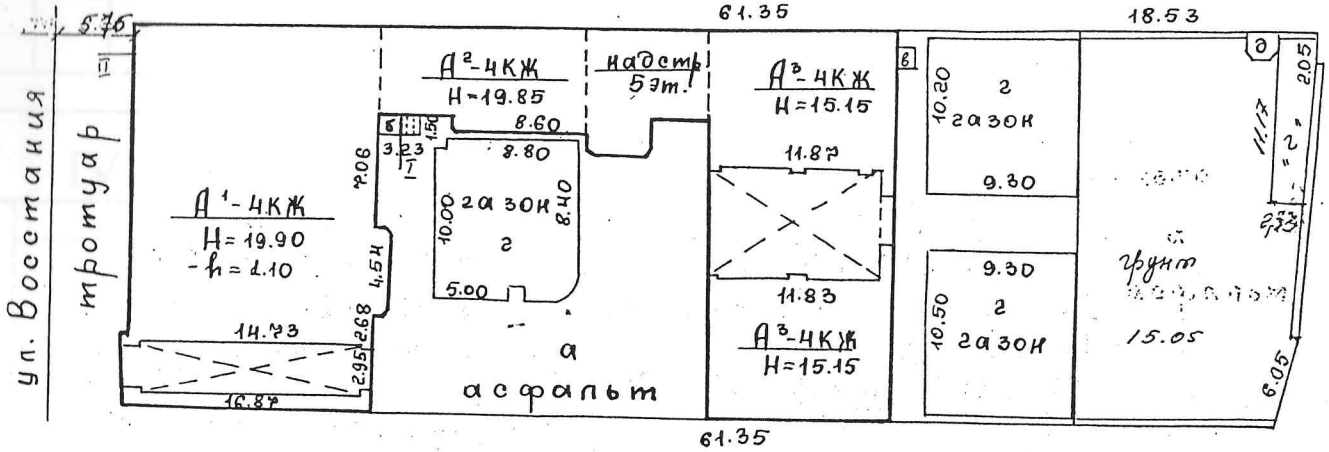 61.35
18.53
5.76
ул. Восстания
тротуар
III
А²-4КЖ
Н=19.85
надстр
5эт.
А³-4КЖ
Н=15.15
в
д
2.05
11.17
"г"
10.20
г
газон
9.30
б
1.50
8.60
3.23
I
8.80
7.06
10.00
газон
г
8.40
5.00
А¹-4КЖ
Н=19.90
-h=2.10
4.54
2.68
14.73
2.95
16.87
а
асфальт
11.87
11.83
А³-4КЖ
Н=15.15
9.30
г
газон
10.50
грунт
15.05
6.05
61.35